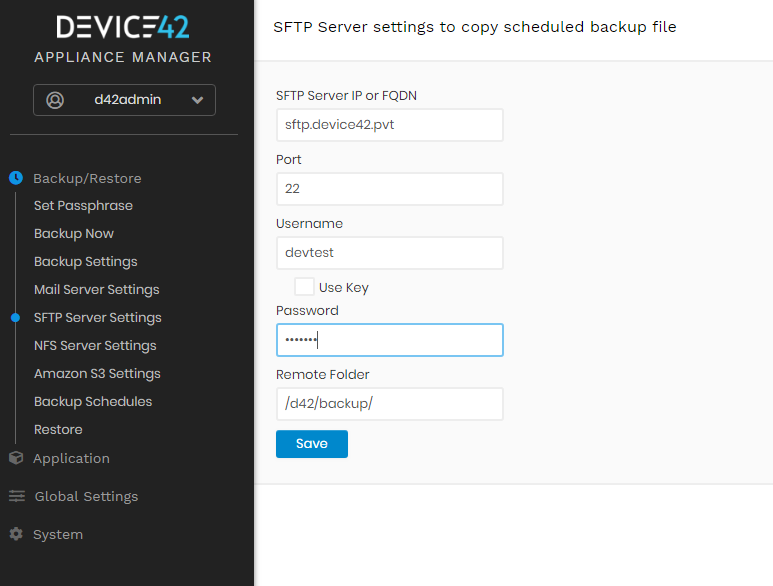 DEVICE42
APPLIANCE MANAGER
d42admin
Backup/Restore
Set Passphrase
Backup Now
Backup Settings
Mail Server Settings
SFTP Server Settings
NFS Server Settings
Amazon S3 Settings
Backup Schedules
Restore
Application
Global Settings
System
SFTP Server settings to copy scheduled backup file
SFTP Server IP or FQDN
sftp.device42.pvt
Port
22
Username
devtest
Use Key
Password
•••••••
Remote Folder
/d42/backup/
Save